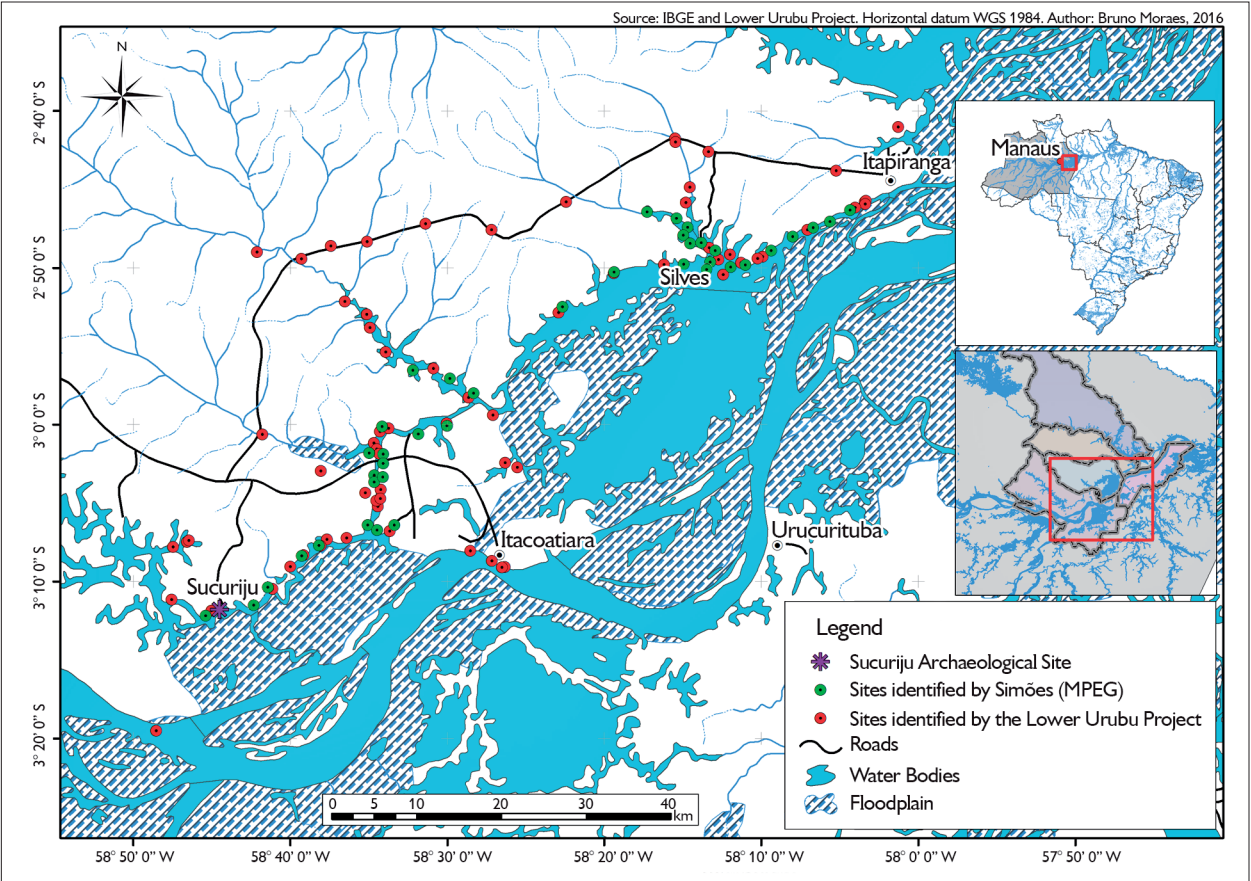 Source: IBGE and Lower Urubu Project. Horizontal datum WGS 1984. Author: Bruno Moraes, 2016
N
2° 40' 0" S
2° 50' 0" S
3° 0' 0" S
3° 10' 0" S
3° 20' 0" S
Manaus
Itapiranga
Silves
Itacoatiara
Urucurituba
Sucuriju
Legend
Sucuriju Archaeological Site
Sites identified by Simões (MPEG)
Sites identified by the Lower Urubu Project
Roads
Water Bodies
Floodplain
0 5 10 20 30 40
km
58° 50' 0" W 58° 40' 0" W 58° 30' 0" W 58° 20' 0" W 58° 10' 0" W 58° 0' 0" W 57° 50' 0" W